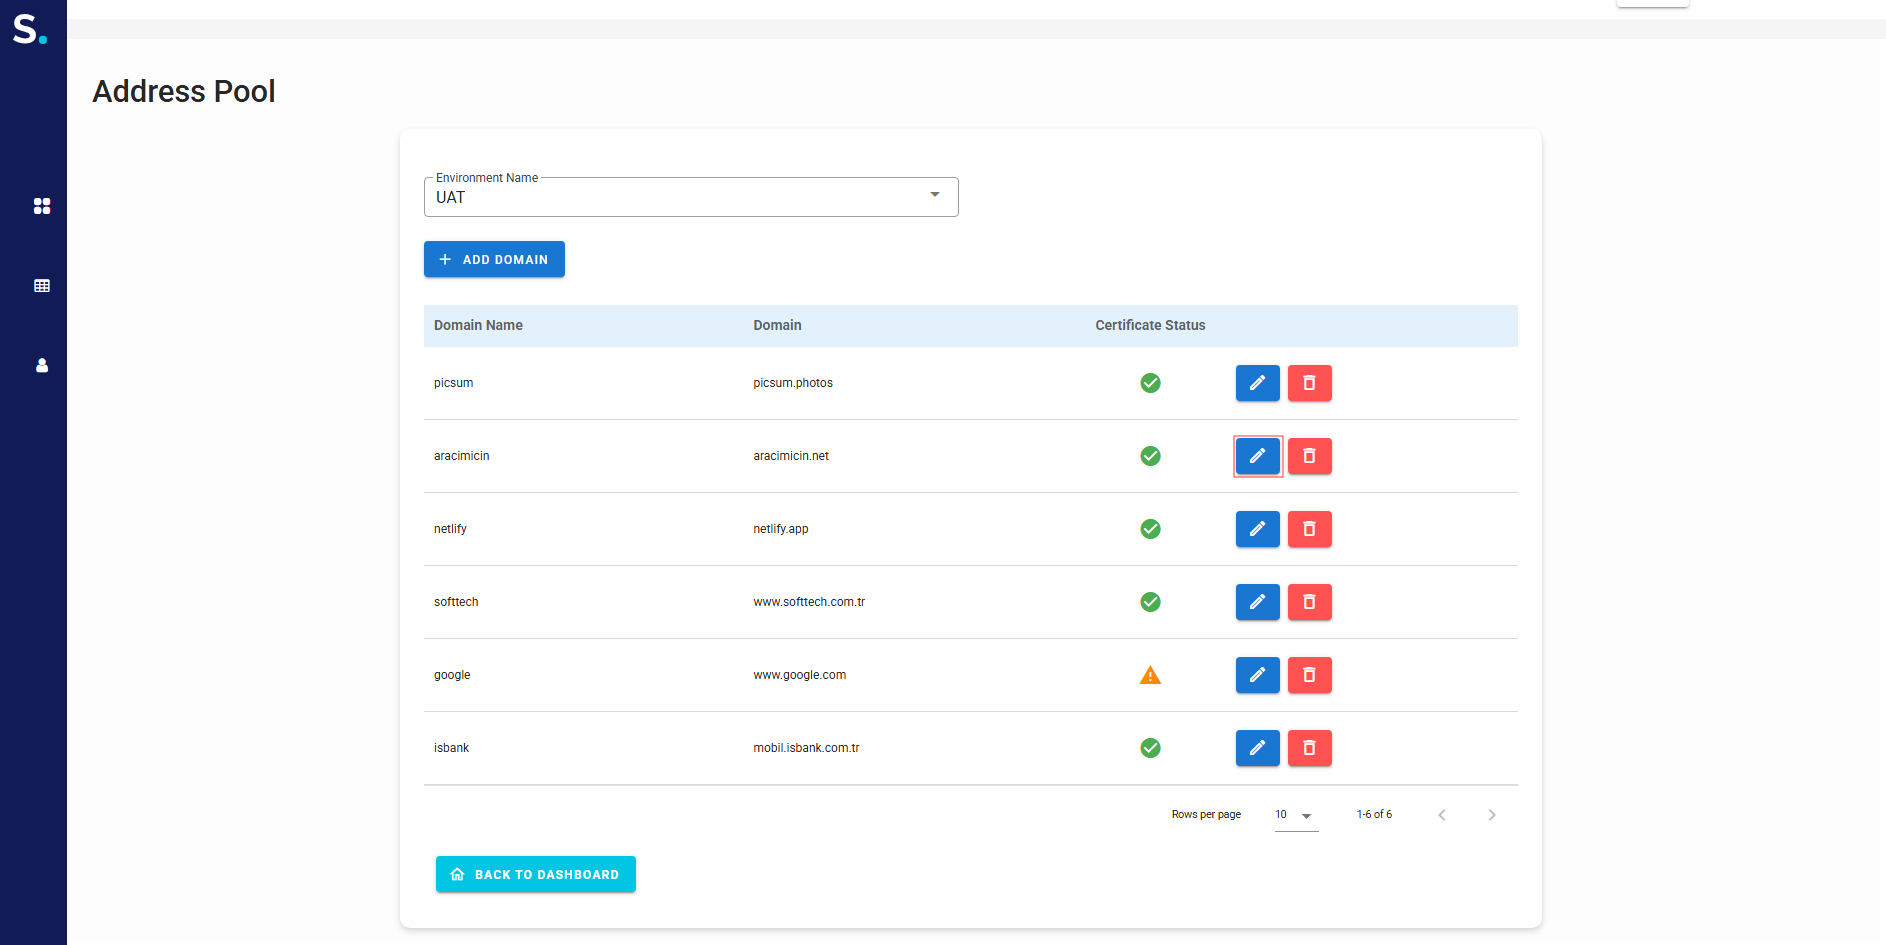 S.
Address Pool
Environment Name
UAT
ADD DOMAIN
Domain Name Domain Certificate Status
picsum picsum.photos
aracimicin aracimicin.net
netlify netlify.app
softtech www.softtech.com.tr
google www.google.com
isbank mobil.isbank.com.tr
Rows per page 10 1-6 of 6
BACK TO DASHBOARD